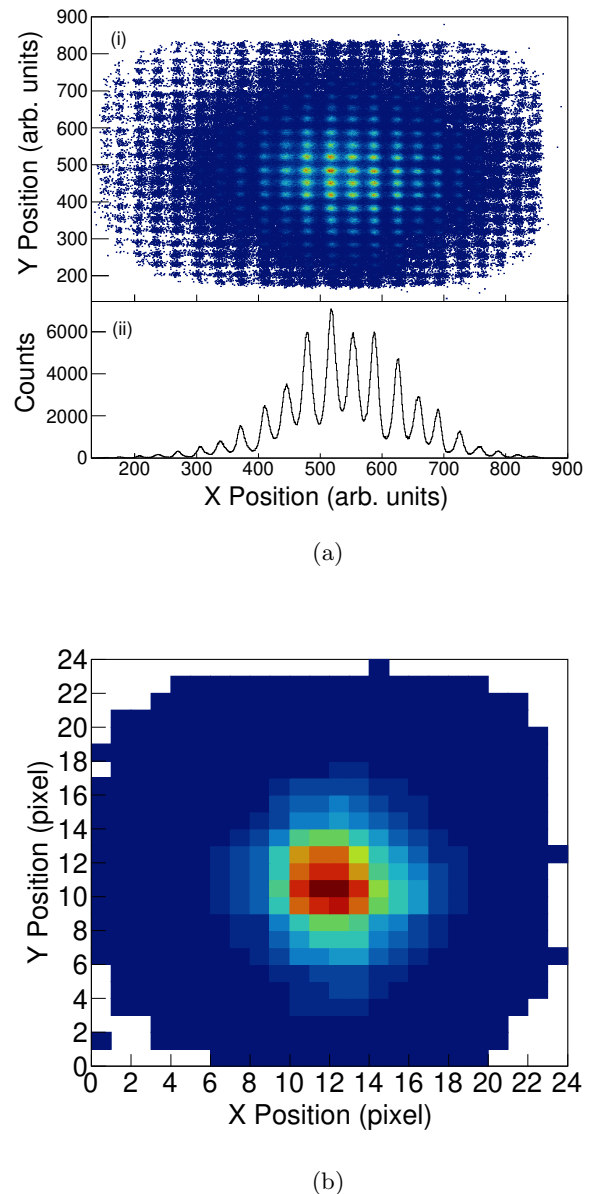 900
(i)
800
700
600
500
400
300
200
Y Position (arb. units)
(ii)
6000
4000
2000
0
Counts
200 300 400 500 600 700 800 900
X Position (arb. units)
(a)
24
22
20
18
16
14
12
10
8
6
4
2
0
Y Position (pixel)
0 2 4 6 8 10 12 14 16 18 20 22 24
X Position (pixel)
(b)